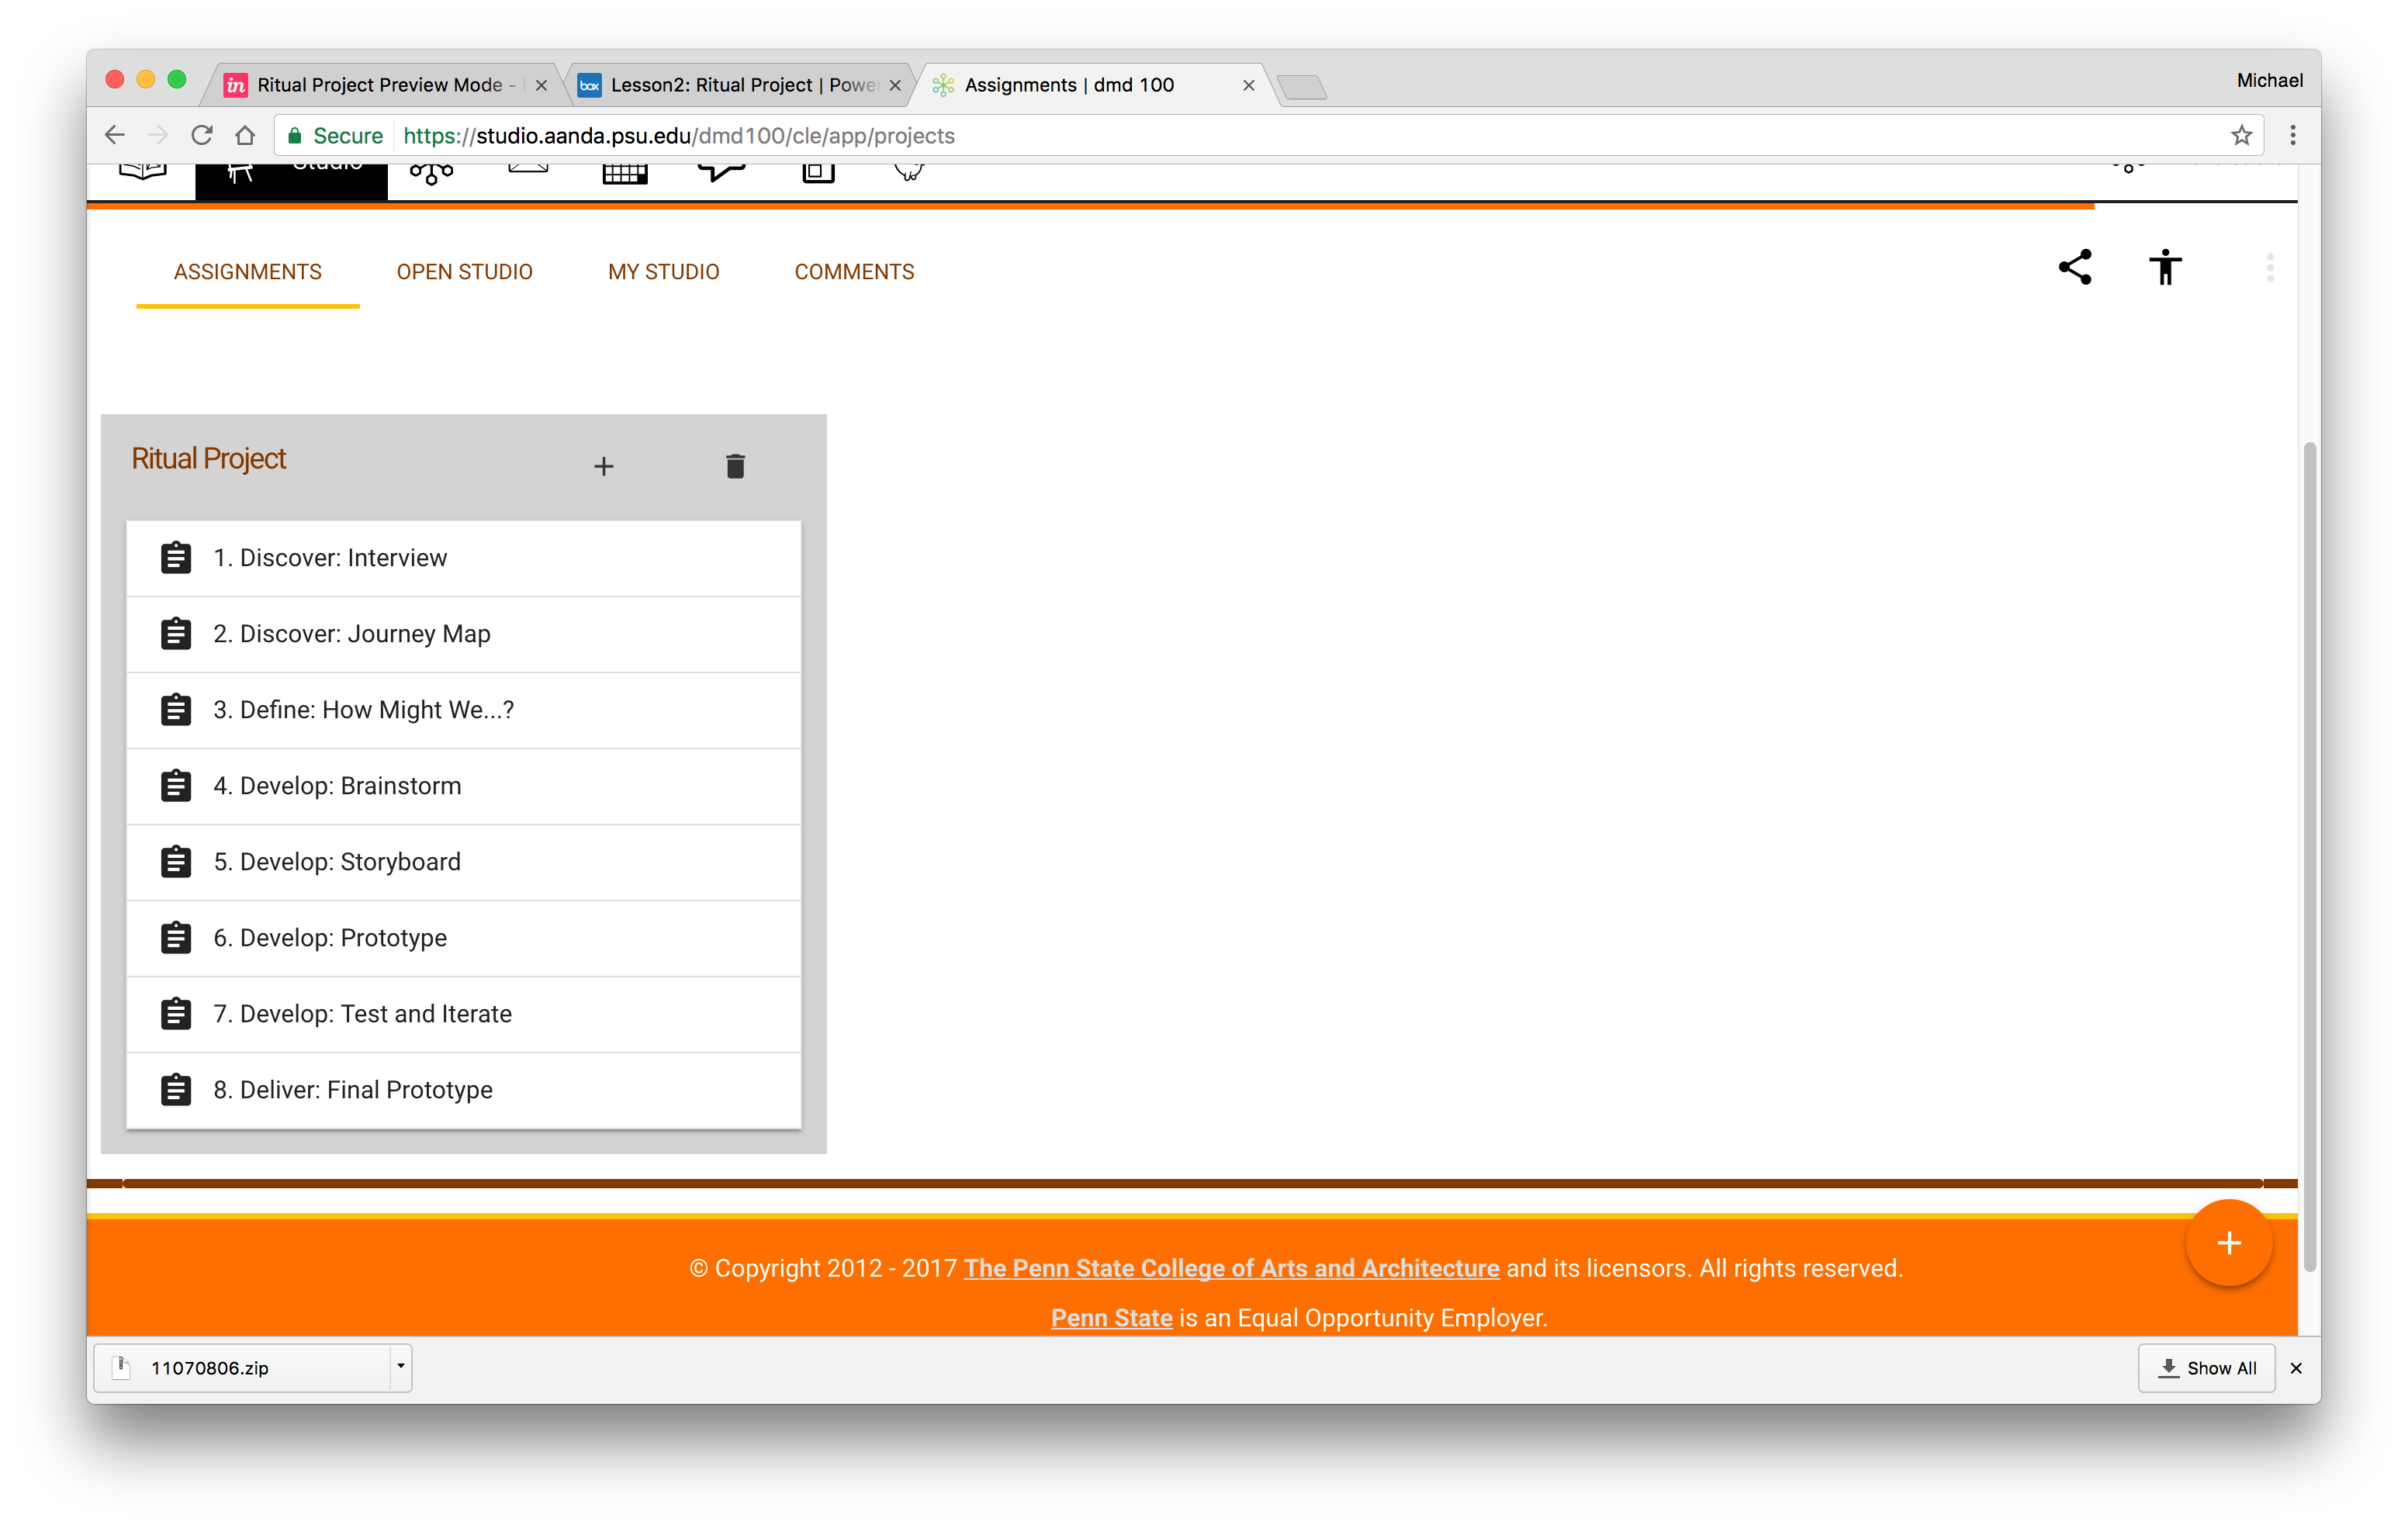 Ritual Project Preview Mode -
Lesson2: Ritual Project | Power
Assignments | dmd 100
Michael
Secure
https://studio.aanda.psu.edu/dmd100/cle/app/projects
Studio
ASSIGNMENTS
OPEN STUDIO
MY STUDIO
COMMENTS
Ritual Project
1. Discover: Interview
2. Discover: Journey Map
3. Define: How Might We...?
4. Develop: Brainstorm
5. Develop: Storyboard
6. Develop: Prototype
7. Develop: Test and Iterate
8. Deliver: Final Prototype
© Copyright 2012 - 2017 The Penn State College of Arts and Architecture and its licensors. All rights reserved.
Penn State is an Equal Opportunity Employer.
11070806.zip
Show All